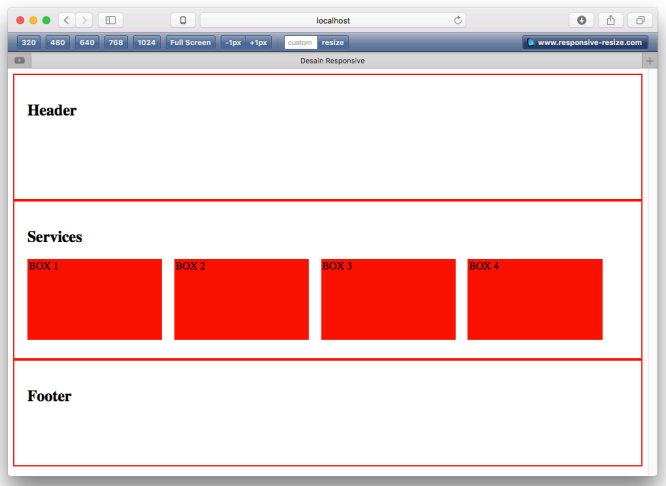 localhost
320 480 640 768 1024 Full Screen -1px +1px custom resize www.responsive-resize.com
Desain Responsive
Header
Services
BOX 1 BOX 2 BOX 3 BOX 4
Footer